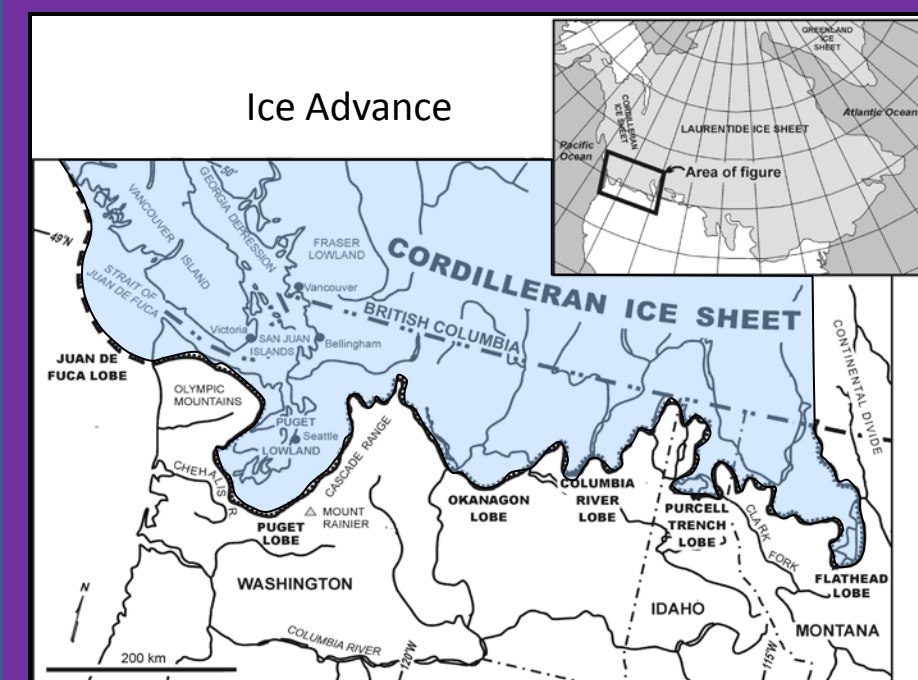 Ice Advance
GREENLAND
ICE
SHEET
CORDILLERAN
ICE SHEET
LAURENTIDE ICE SHEET
Atlantic Ocean
Pacific
Ocean
Area of figure
50°
49°N
VANCOUVER
ISLAND
GEORGIA DEPRESSION
FRASER
LOWLAND
CORDILLERAN ICE SHEET
STRAIT OF
JUAN DE FUCA
Vancouver
BRITISH COLUMBIA
Victoria
SAN JUAN
ISLANDS
Bellingham
CONTINENTAL DIVIDE
JUAN DE
FUCA LOBE
OLYMPIC
MOUNTAINS
PUGET
LOWLAND
Seattle
CASCADE RANGE
CHEHALIS R.
MOUNT
RAINIER
PUGET
LOBE
OKANAGON
LOBE
COLUMBIA
RIVER
LOBE
PURCELL
TRENCH
LOBE
CLARK
FORK
FLATHEAD
LOBE
WASHINGTON
IDAHO
MONTANA
N
COLUMBIA RIVER
200 km
120°W
115°W